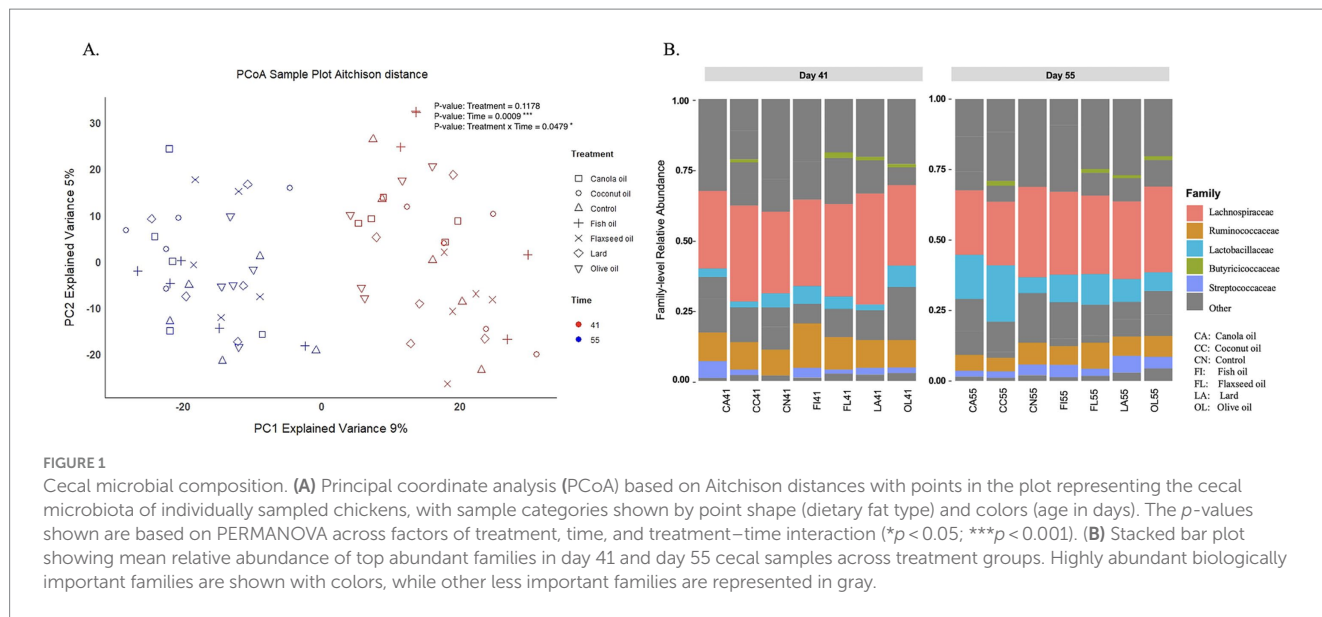 A.
PCoA Sample Plot Aitchison distance
P-value: Treatment = 0.1178
P-value: Time = 0.0009 ***
P-value: Treatment x Time = 0.0479 *
PC2 Explained Variance 5%
30
20
10
0
-10
-20
-20
0
20
PC1 Explained Variance 9%
Treatment
Canola oil
Coconut oil
Control
Fish oil
Flaxseed oil
Lard
Olive oil
Time
41
55
B.
Day 41
Day 55
Family-level Relative Abundance
1.00
0.75
0.50
0.25
0.00
CA41
CC41
CN41
FI41
FL41
LA41
OL41
1.00
0.75
0.50
0.25
0.00
CA55
CC55
CN55
FI55
FL55
LA55
OL55
Family
Lachnospiraceae
Ruminococcaceae
Lactobacillaceae
Butyricicoccaceae
Streptococcaceae
Other
CA: Canola oil
CC: Coconut oil
CN: Control
FI: Fish oil
FL: Flaxseed oil
LA: Lard
OL: Olive oil
FIGURE 1
Cecal microbial composition. (A) Principal coordinate analysis (PCoA) based on Aitchison distances with points in the plot representing the cecal
microbiota of individually sampled chickens, with sample categories shown by point shape (dietary fat type) and colors (age in days). The p-values
shown are based on PERMANOVA across factors of treatment, time, and treatment–time interaction (*p < 0.05; ***p < 0.001). (B) Stacked bar plot
showing mean relative abundance of top abundant families in day 41 and day 55 cecal samples across treatment groups. Highly abundant biologically
important families are shown with colors, while other less important families are represented in gray.